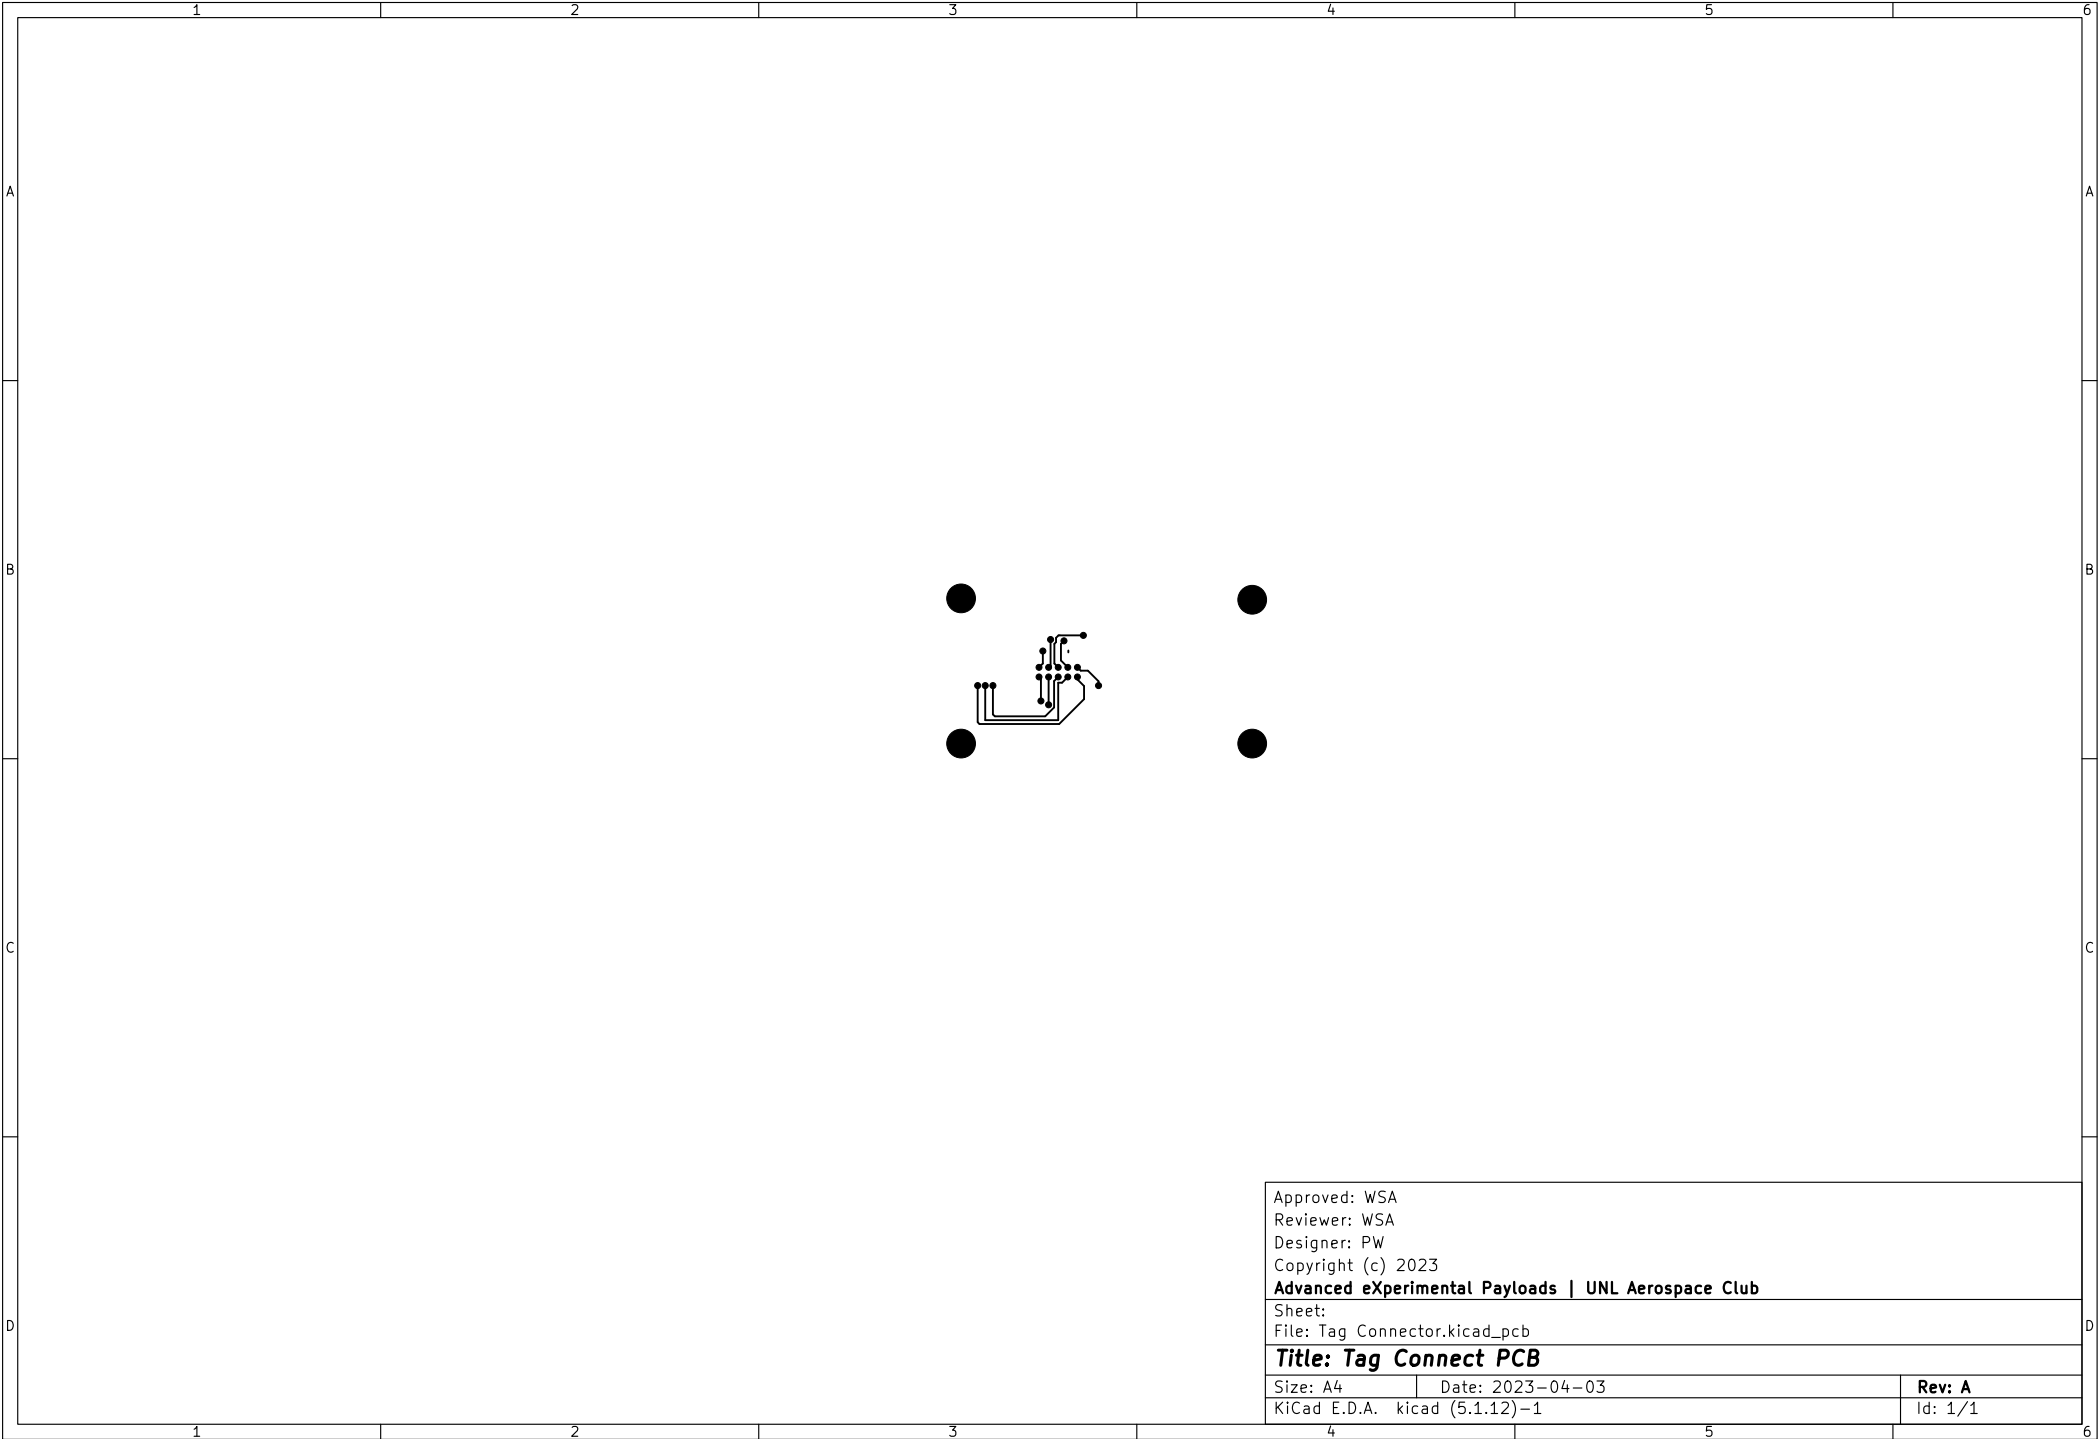 1 2 3 4 5 6
A A
B B
C C
Approved: WSA
Reviewer: WSA
Designer: PW
Copyright (c) 2023
Advanced eXperimental Payloads | UNL Aerospace Club
Sheet:
D D
File: Tag Connector.kicad_pcb
Title: Tag Connect PCB
Size: A4 Date: 2023-04-03 Rev: A
KiCad E.D.A. kicad (5.1.12)-1 Id: 1/1
1 2 3 4 5 6